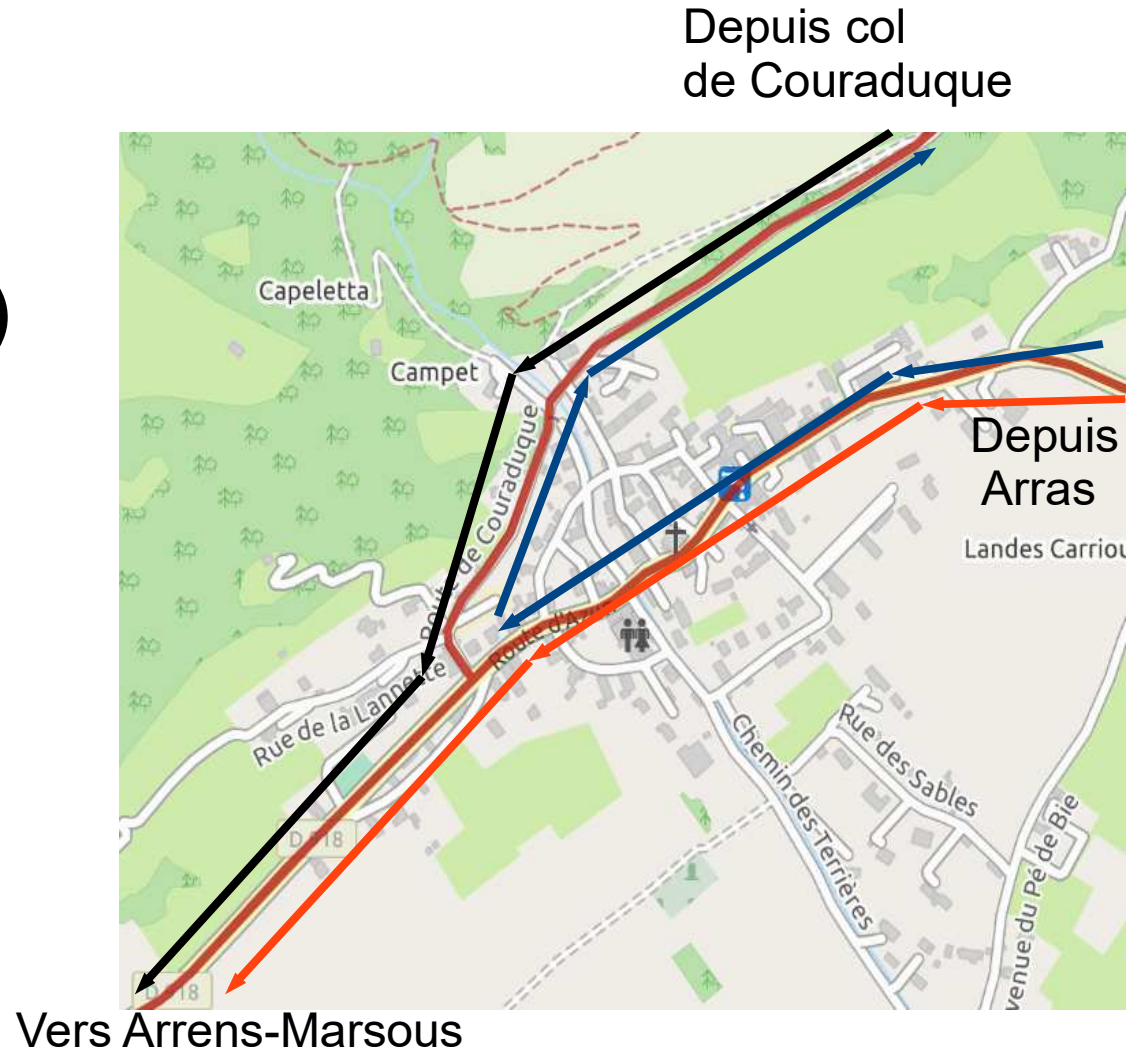 Depuis col
de Couraduque
Capeletta
Campet
Route de Couraduque
Depuis
Arras
Landes Carriou
Route d'Azun
Rue de la Lannette
Rue des Sables
Chemin des Terrières
Avenue du Pé de Bie
D 918
D 918
Vers Arrens-Marsous